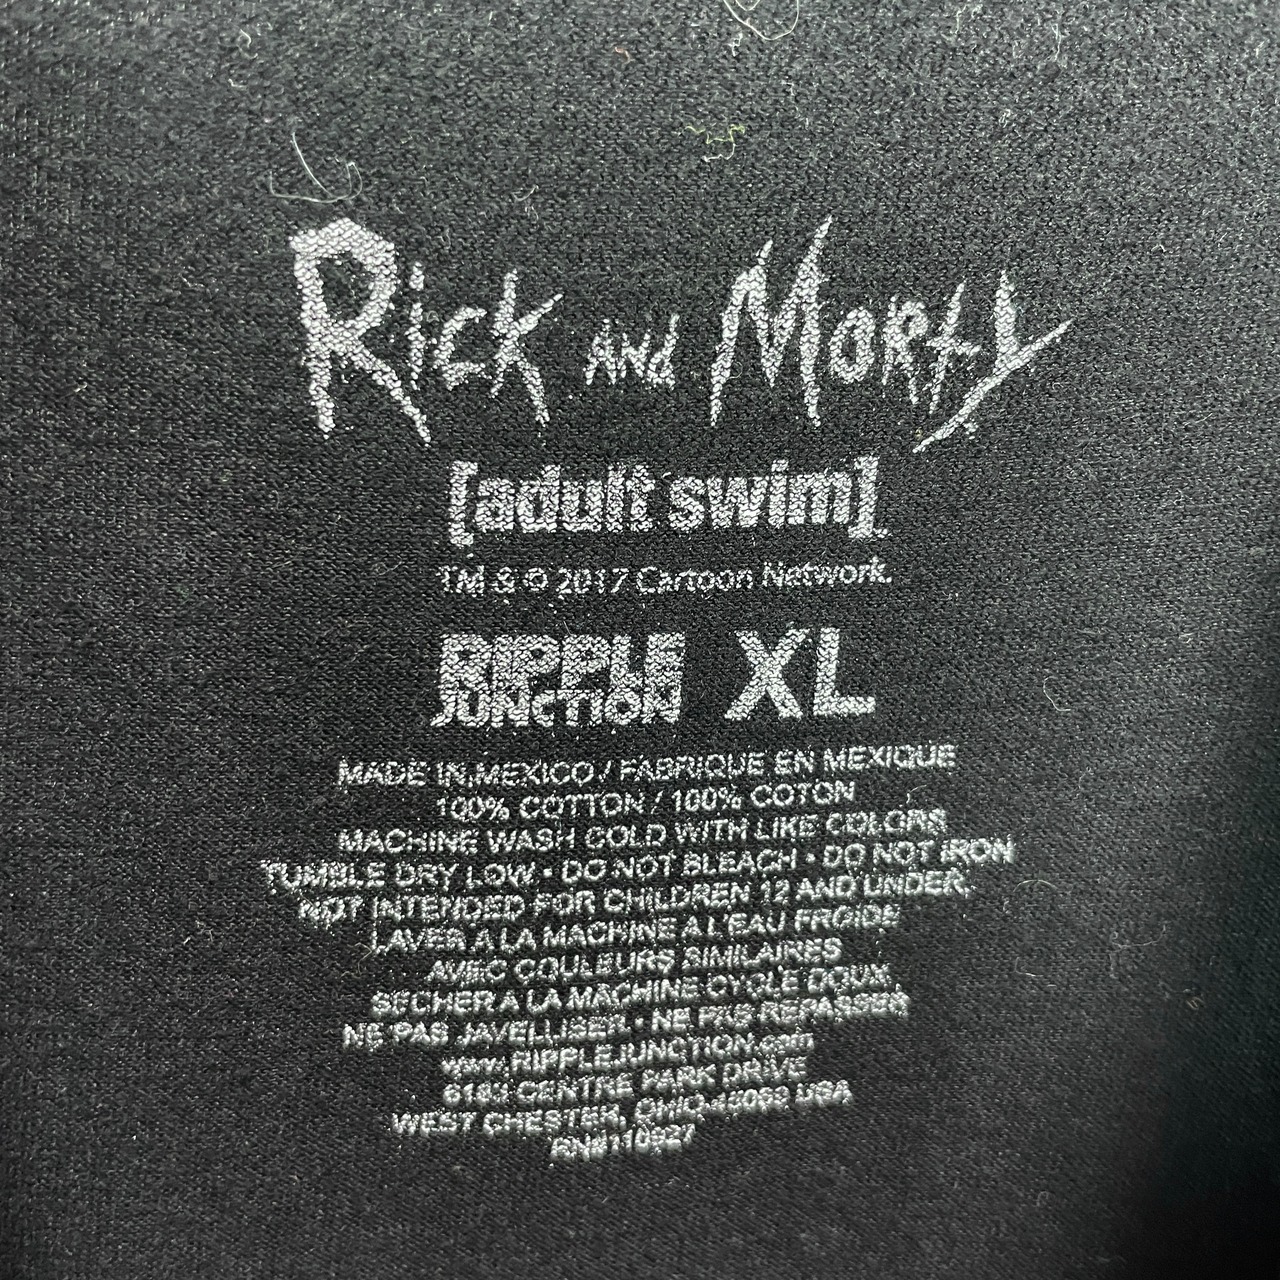 Rick and Morty
[adult swim]
TM & © 2017 Cartoon Network.
RIPPLE JUNCTION XL
MADE IN MEXICO / FABRIQUE EN MEXIQUE
100% COTTON / 100% COTON
MACHINE WASH COLD WITH LIKE COLORS
TUMBLE DRY LOW • DO NOT BLEACH • DO NOT IRON
NOT INTENDED FOR CHILDREN 12 AND UNDER.
LAVER A LA MACHINE A L'EAU FROIDE
AVEC COULEURS SIMILAIRES
SECHER A LA MACHINE CYCLE DOUX
NE PAS JAVELLISER • NE PAS REPASSER
www.RIPPLEJUNCTION.com
CENTRE PARK DRIVE
WEST CHESTER, OHIO USA